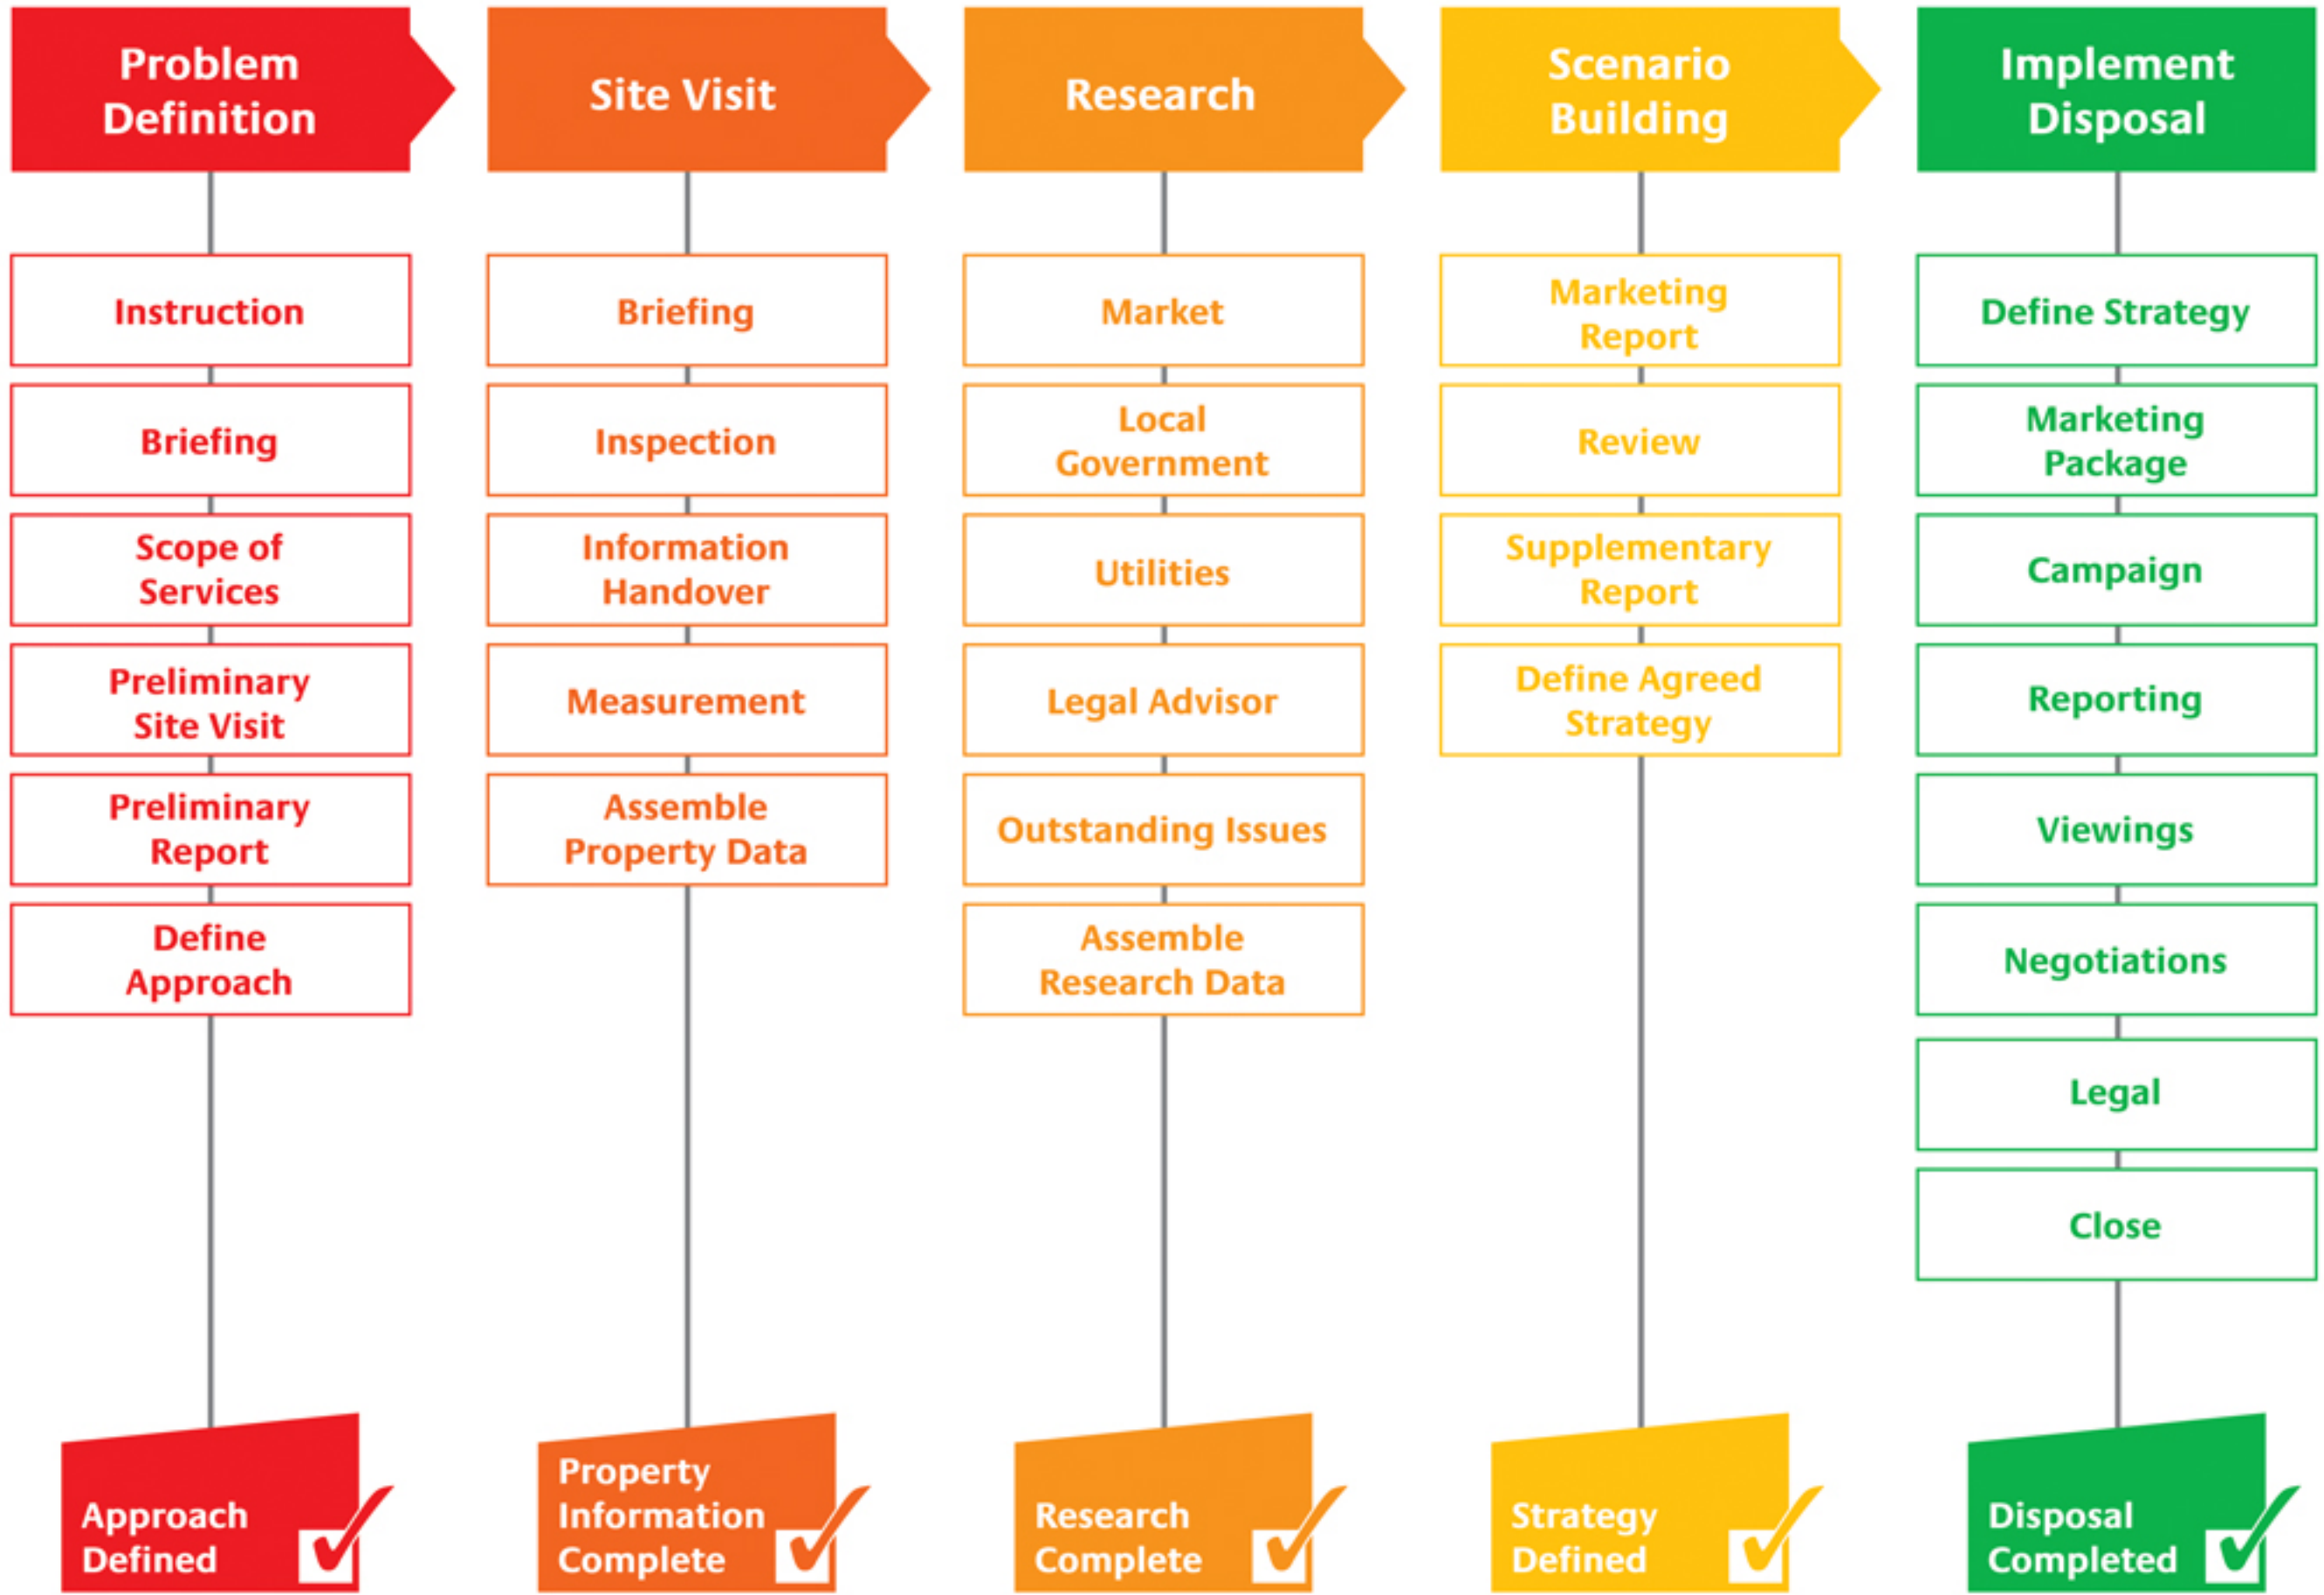 Problem
Definition
Instruction
Briefing
Scope of
Services
Preliminary
Site Visit
Preliminary
Report
Define
Approach
Approach
Defined
Site Visit
Briefing
Inspection
Information
Handover
Measurement
Assemble
Property Data
Property
Information
Complete
Research
Market
Local
Government
Utilities
Legal Advisor
Outstanding Issues
Assemble
Research Data
Research
Complete
Scenario
Building
Marketing
Report
Review
Supplementary
Report
Define Agreed
Strategy
Strategy
Defined
Implement
Disposal
Define Strategy
Marketing
Package
Campaign
Reporting
Viewings
Negotiations
Legal
Close
Disposal
Completed